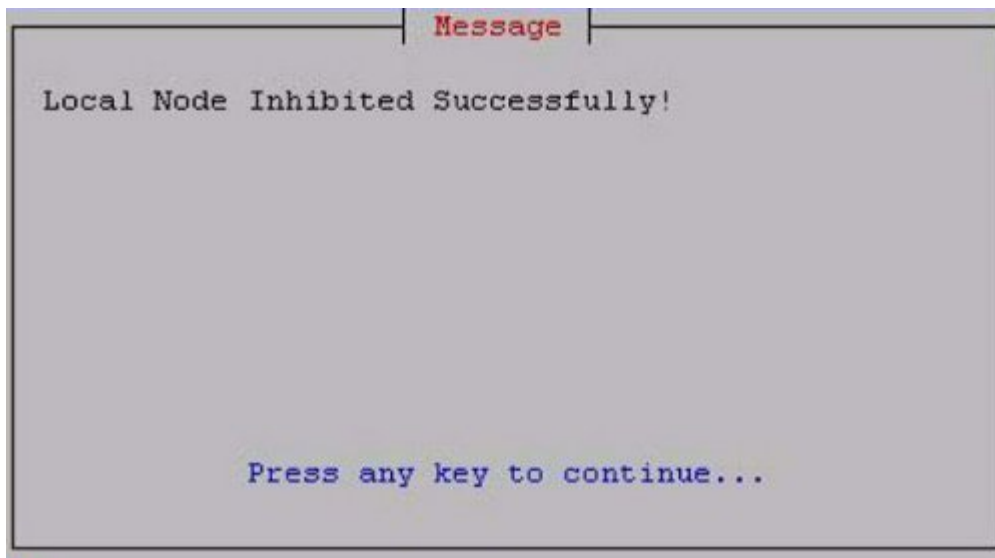 Message
Local Node Inhibited Successfully!
Press any key to continue...